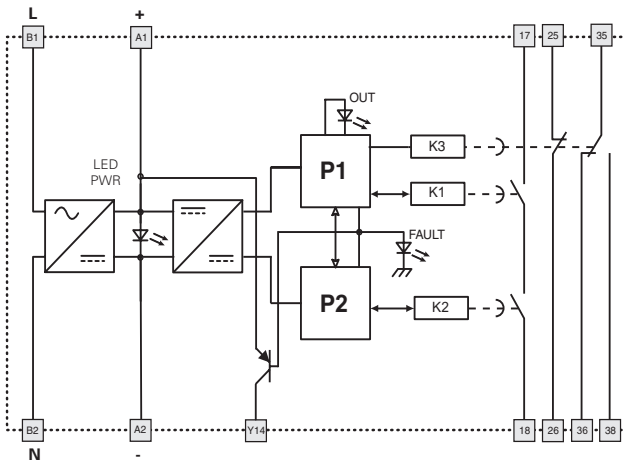 L +
B1 A1 17 25 35
OUT
LED
PWR
P1
K3
K1
FAULT
P2
K2
B2 A2 Y14 18 26 36 38
N -